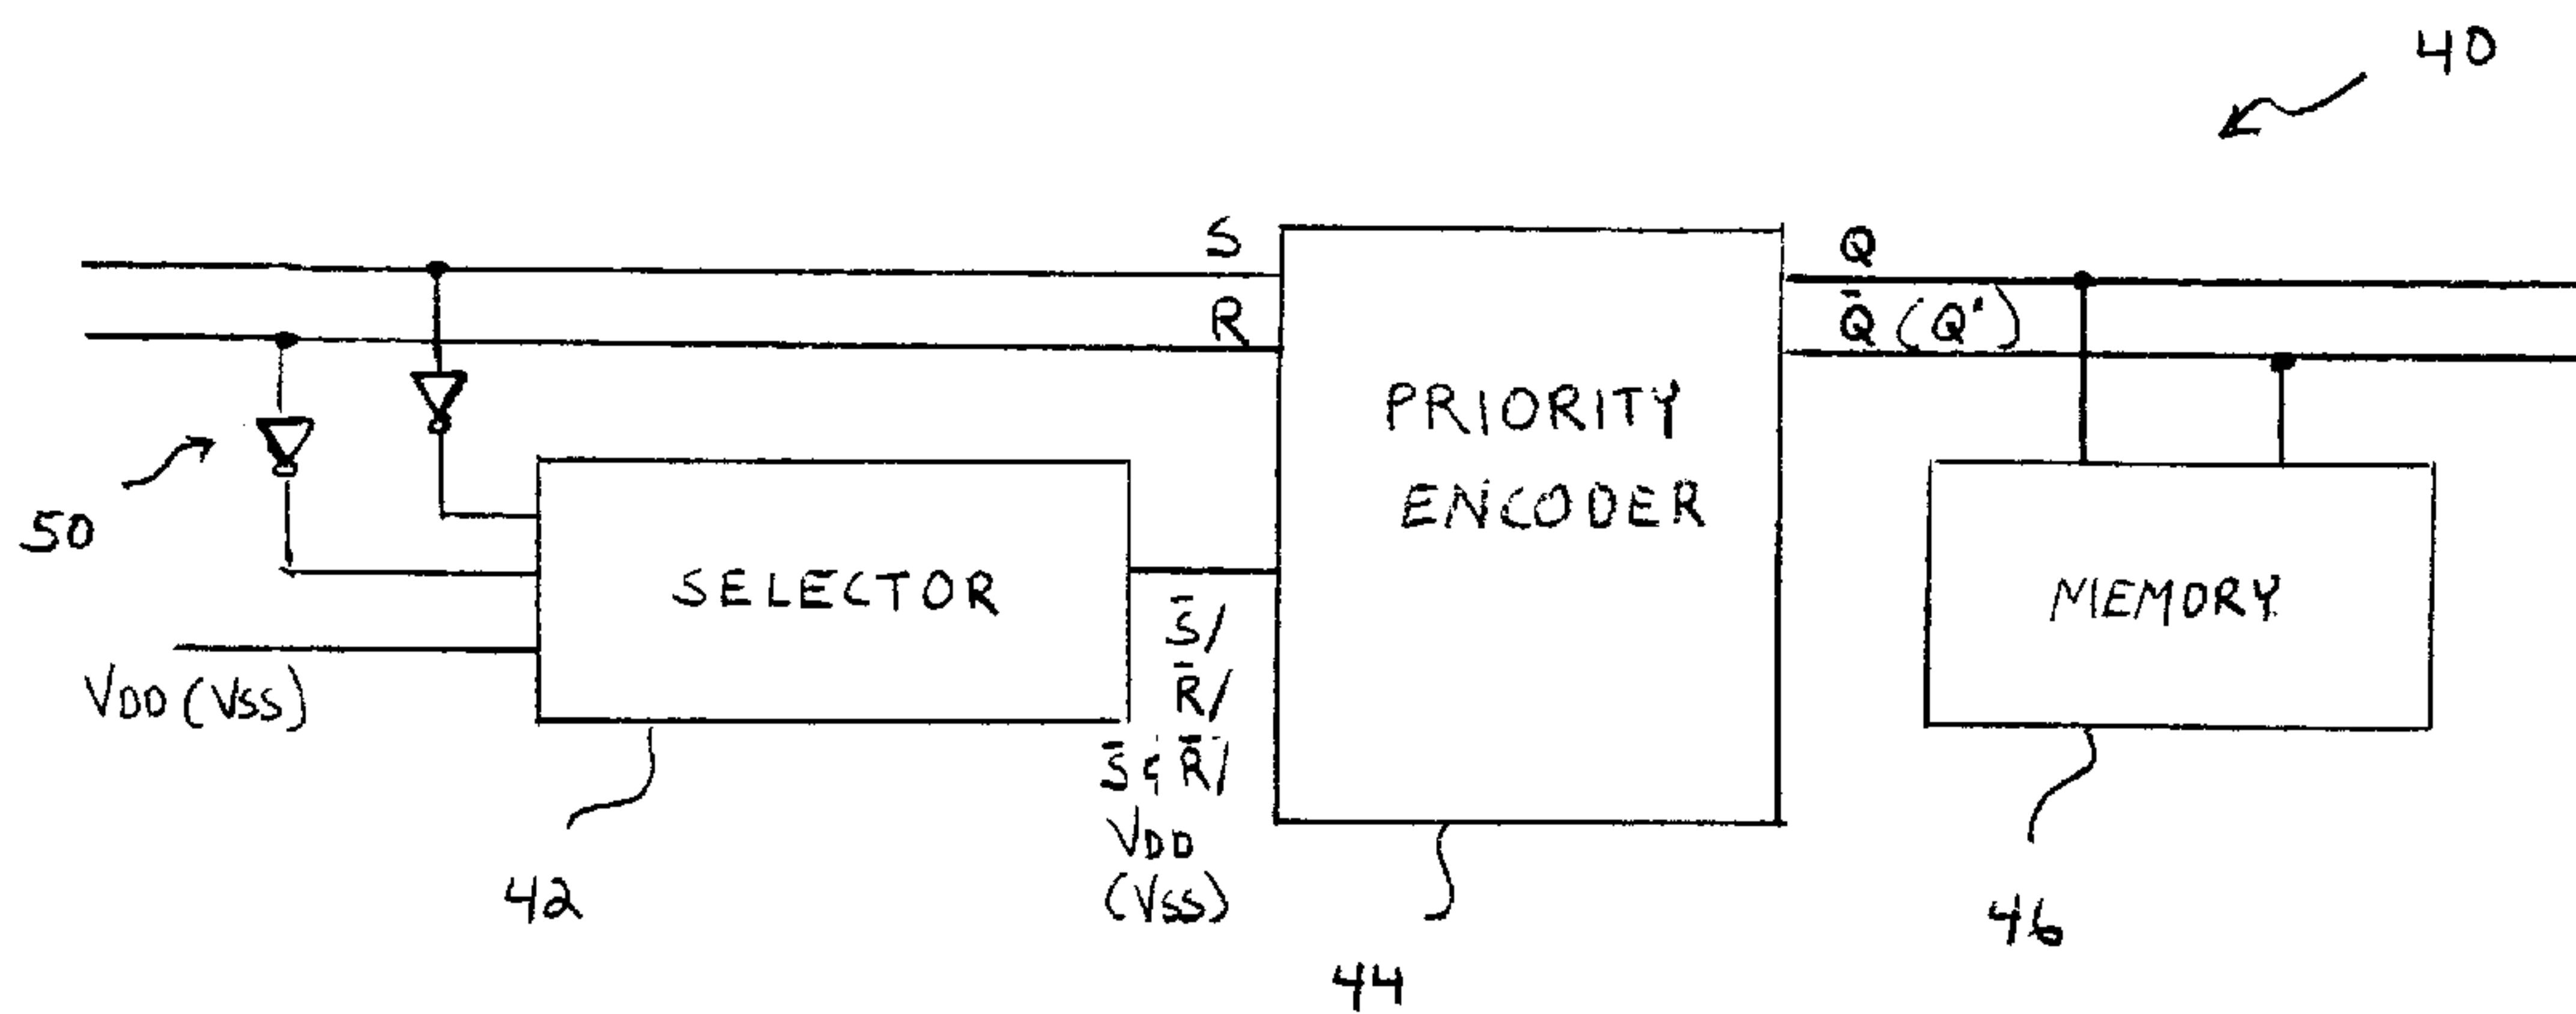 40
S
R
Q
Q̄ (Q')
PRIORITY
ENCODER
50
SELECTOR
MEMORY
VDD (VSS)
S̄/
R̄/
S̄ & R̄/
VDD
(VSS)
42
44
46